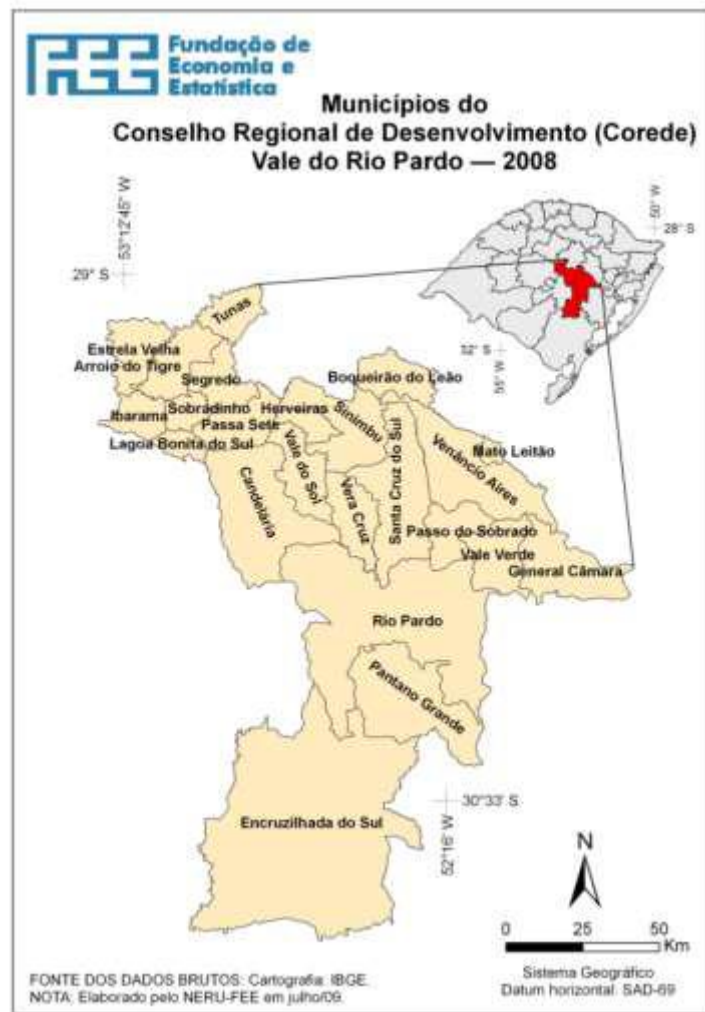 FEE
Fundação de
Economia e
Estatística
Municípios do
Conselho Regional de Desenvolvimento (Corede)
Vale do Rio Pardo — 2008
53°12'45" W
29° S
50° W
28° S
32° S
55° W
Tunas
Estrela Velha
Arroio do Tigre
Segredo
Boqueirão do Leão
Ibarama
Sobradinho
Herveiras
Sinimbu
Passa Sete
Lagoa Bonita do Sul
Mato Leitão
Venâncio Aires
Santa Cruz do Sul
Vale do Sol
Candelária
Vera Cruz
Passo do Sobrado
Vale Verde
General Câmara
Rio Pardo
Pantano Grande
Encruzilhada do Sul
30°33' S
52°16' W
N
0 25 50
Km
Sistema Geográfico
Datum horizontal: SAD-69
FONTE DOS DADOS BRUTOS: Cartografia: IBGE.
NOTA: Elaborado pelo NERU-FEE em julho/09.